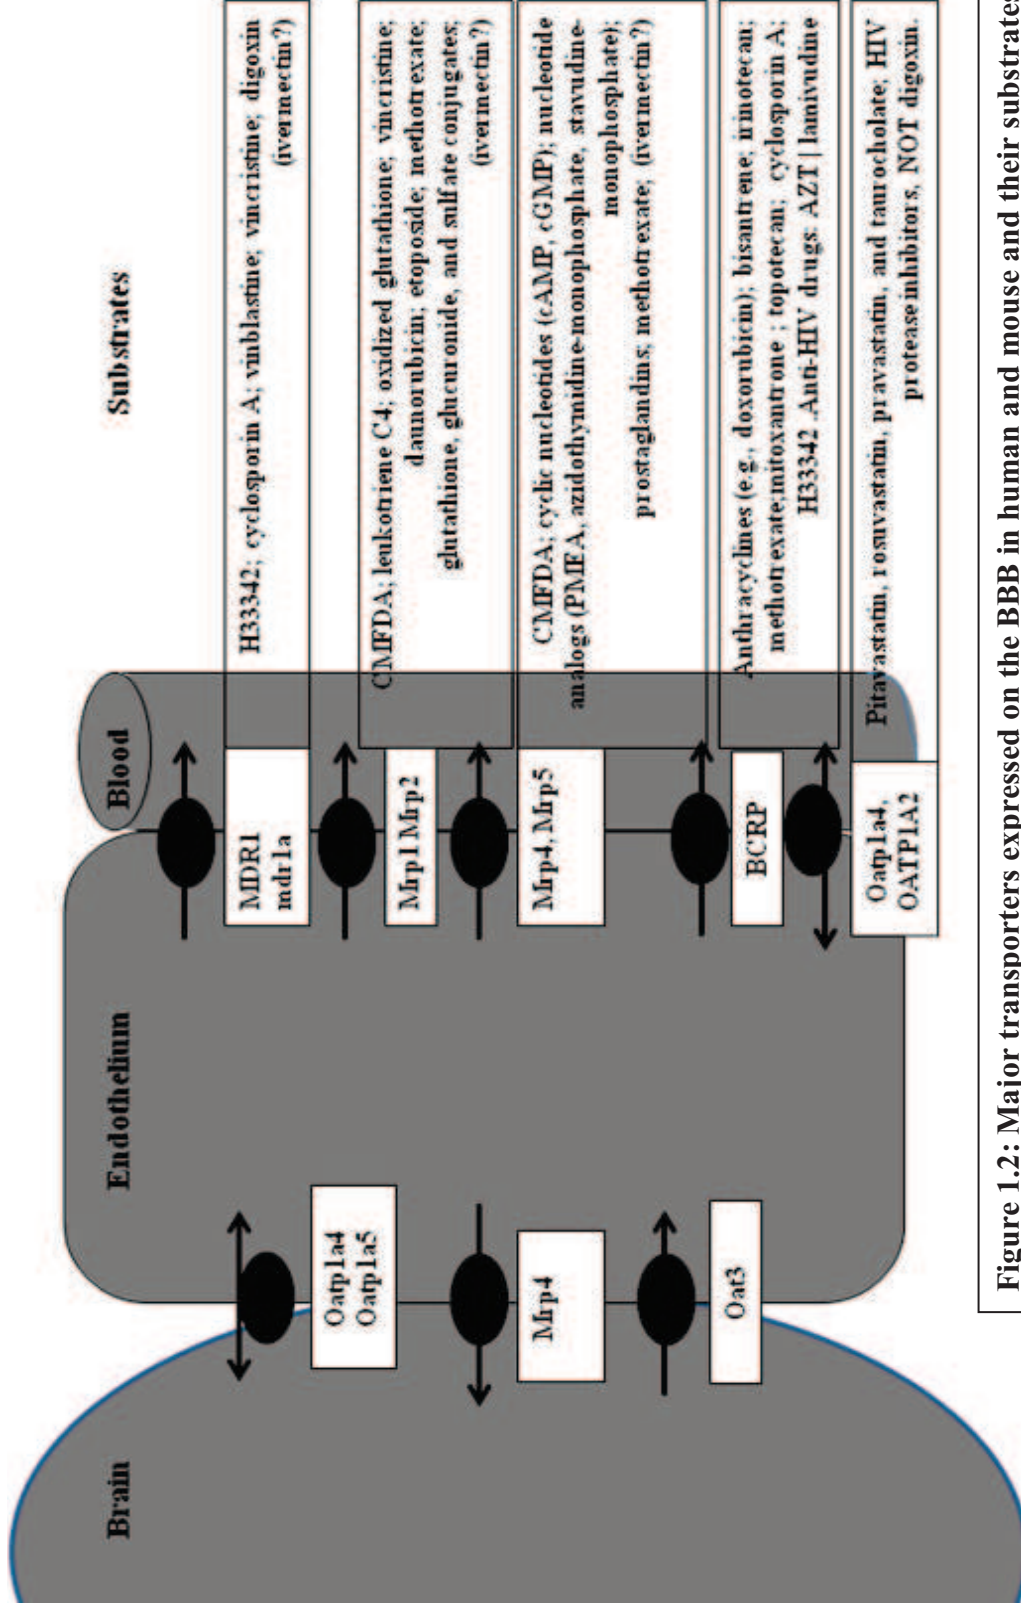 Brain
Endothelium
Blood
Substrates
Oatp1a4
Oatp1a5
Mrp4
Oat3
MDR1
mdr1a
H33342; cyclosporin A; vinblastine; vincristine; digoxin
(ivermectin?)
Mrp1 Mrp2
CMFDA; leukotriene C4; oxidized glutathione; vincristine;
daunorubicin; etoposide; methotrexate;
glutathione, glucuronide, and sulfate conjugates;
(ivermectin?)
Mrp4, Mrp5
CMFDA; cyclic nucleotides (cAMP, cGMP); nucleotide
analogs (PMEA, azidothymidine-monophosphate, stavudine-
monophosphate);
prostaglandins; methotrexate; (ivermectin?)
BCRP
Anthracyclines (e.g., doxorubicin); bisantrene; irinotecan;
methotrexate;mitoxantrone ; topotecan; cyclosporin A;
H33342 .Anti-HIV drugs: AZT | lamivudine
Oatp1a4,
OATP1A2
Pitavastatin, rosuvastatin, pravastatin, and taurocholate; HIV
protease inhibitors, NOT digoxin.
Figure 1.2: Major transporters expressed on the BBB in human and mouse and their substrates